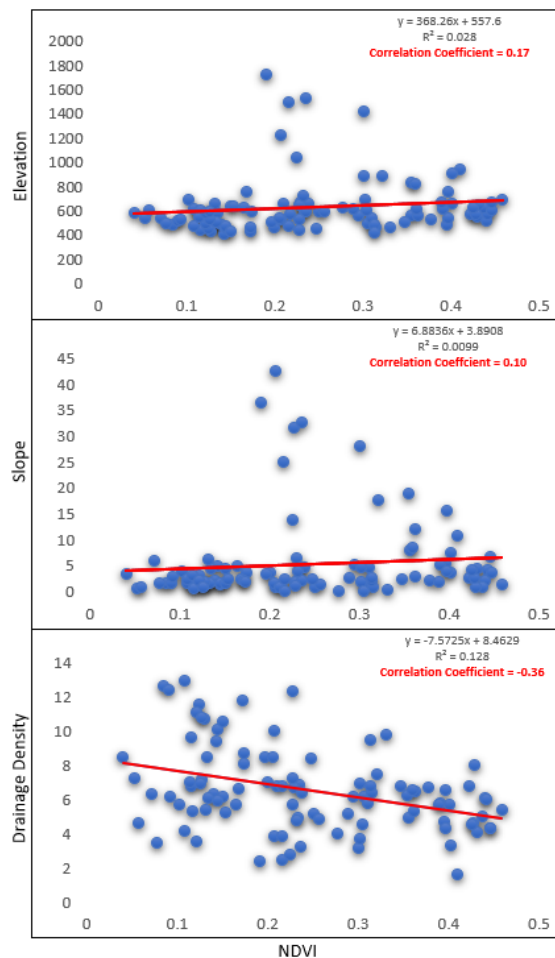 y = 368.26x + 557.6
R² = 0.028
Correlation Coefficient = 0.17
2000
1800
1600
1400
1200
1000
800
600
400
200
0
Elevation
0 0.1 0.2 0.3 0.4 0.5
y = 6.8836x + 3.8908
R² = 0.0099
Correlation Coeffcient = 0.10
45
40
35
30
25
20
15
10
5
0
Slope
0 0.1 0.2 0.3 0.4 0.5
y = -7.5725x + 8.4629
R² = 0.128
Correlation Coefficient = -0.36
14
12
10
8
6
4
2
0
Drainage Density
0 0.1 0.2 0.3 0.4 0.5
NDVI